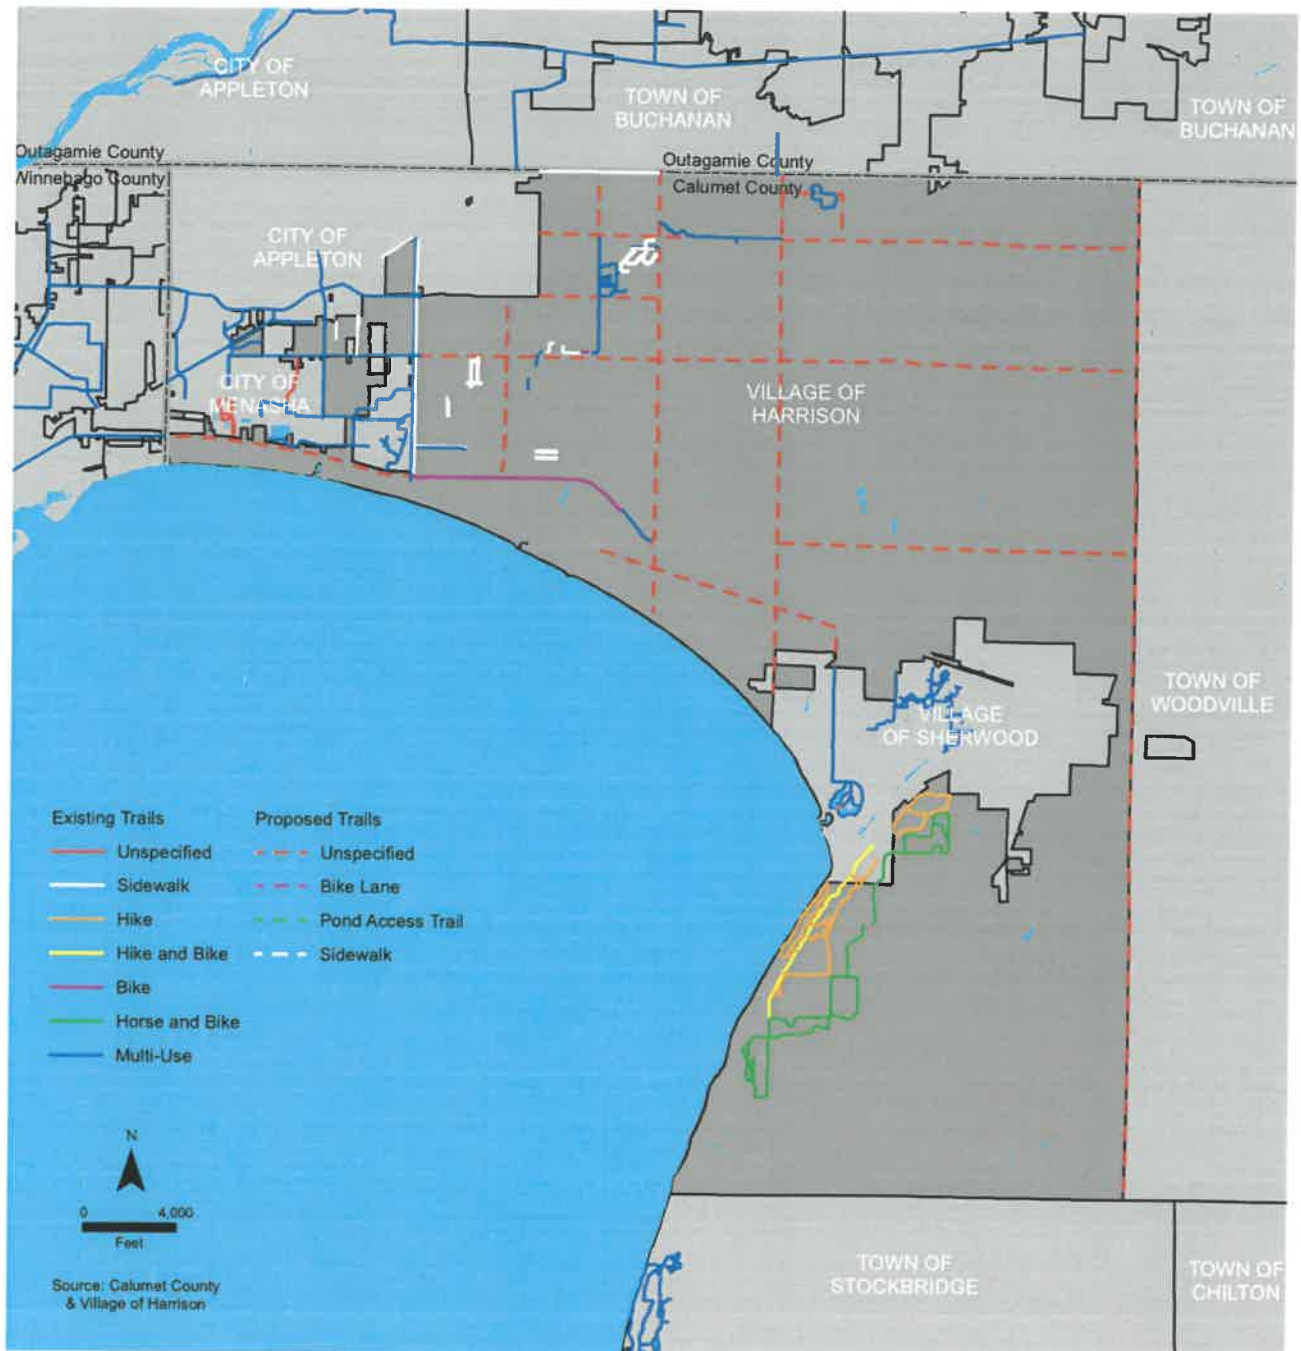 CITY OF
APPLETON
TOWN OF
BUCHANAN
TOWN OF
BUCHANAN
Outagamie County
Winnebago County
Outagamie County
Calumet County
CITY OF
APPLETON
CITY OF
MENASHA
VILLAGE OF
HARRISON
TOWN OF
WOODVILLE
VILLAGE
OF SHERWOOD
Existing Trails
Unspecified
Sidewalk
Hike
Hike and Bike
Bike
Horse and Bike
Multi-Use
Proposed Trails
Unspecified
Bike Lane
Pond Access Trail
Sidewalk
N
0 4,000
Feet
Source: Calumet County
& Village of Harrison
TOWN OF
STOCKBRIDGE
TOWN OF
CHILTON